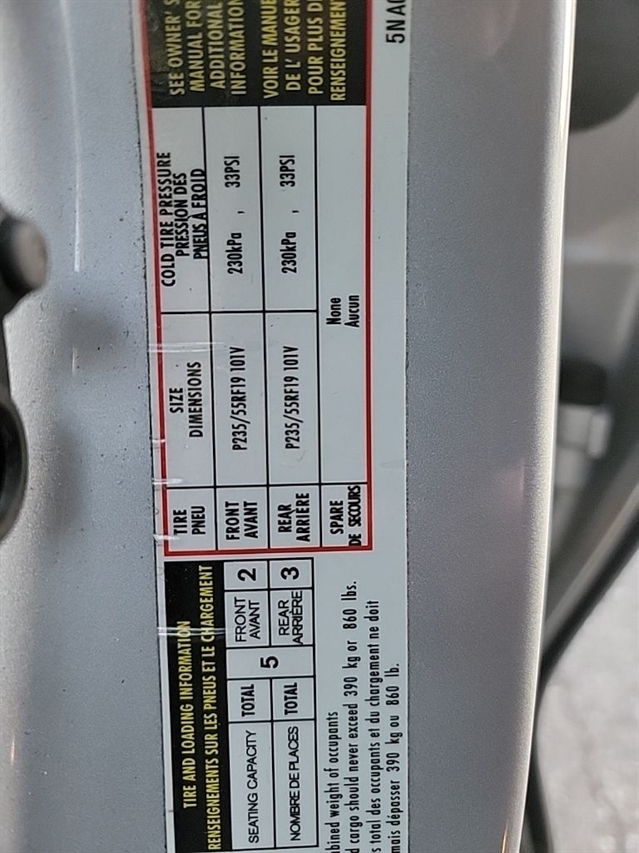 TIRE AND LOADING INFORMATION
RENSEIGNEMENTS SUR LES PNEUS ET LE CHARGEMENT
SEATING CAPACITY
NOMBRE DE PLACES
TOTAL
TOTAL
5
FRONT
AVANT
2
REAR
ARRIÈRE
3
bined weight of occupants
d cargo should never exceed 390 kg or 860 lbs.
s total des occupants et du chargement ne doit
mais dépasser 390 kg ou 860 lb.
TIRE
PNEU
SIZE
DIMENSIONS
COLD TIRE PRESSURE
PRESSION DES
PNEUS À FROID
FRONT
AVANT
P235/55RF19 101V
230kPa , 33PSI
REAR
ARRIÈRE
P235/55RF19 101V
230kPa , 33PSI
SPARE
DE SECOURS
None
Aucun
SEE OWNER'S
MANUAL FOR
ADDITIONAL
INFORMATION
VOIR LE MANUE
DE L' USAGER
POUR PLUS DE
RENSEIGNEMEN
5NA